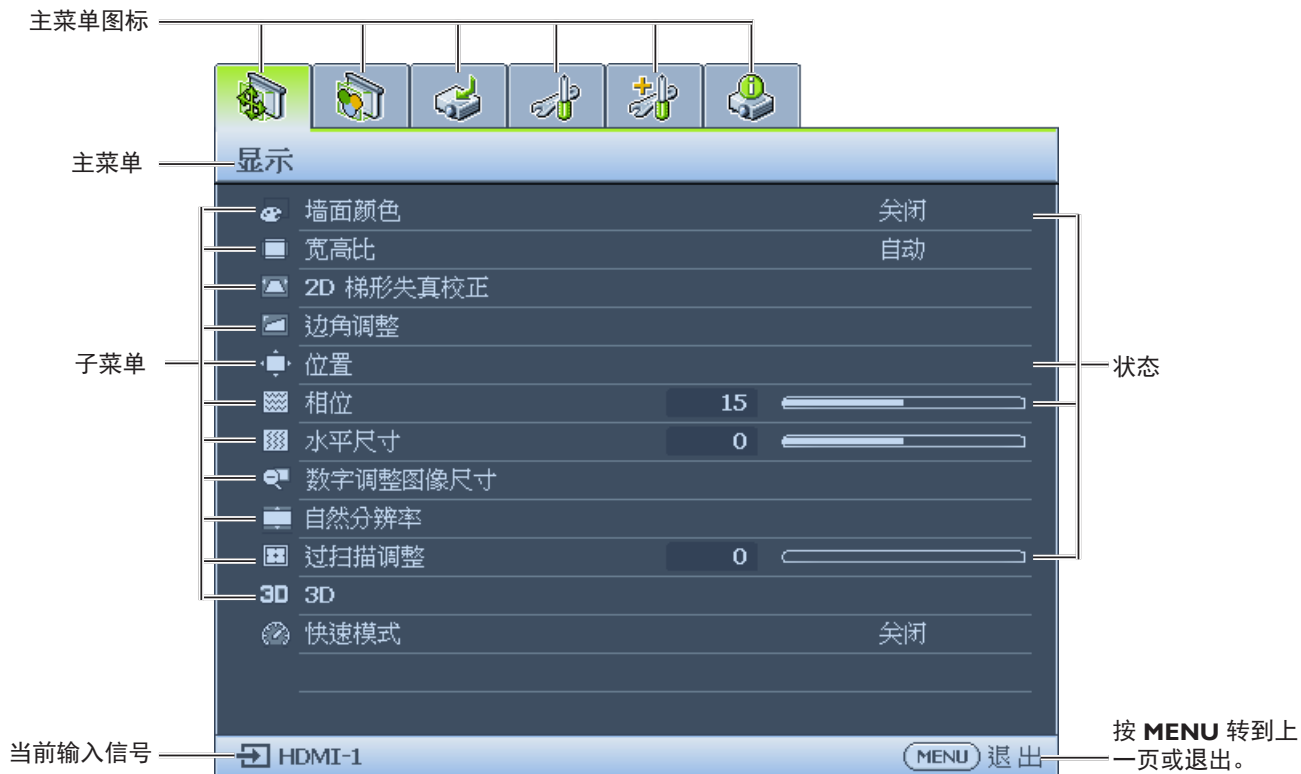 主菜单图标
主菜单
显示
墙面颜色 关闭
宽高比 自动
2D 梯形失真校正
边角调整
子菜单
位置
状态
相位 15
水平尺寸 0
数字调整图像尺寸
自然分辨率
过扫描调整 0
3D 3D
快速模式 关闭
当前输入信号
HDMI-1
MENU 退出
按 MENU 转到上
一页或退出。